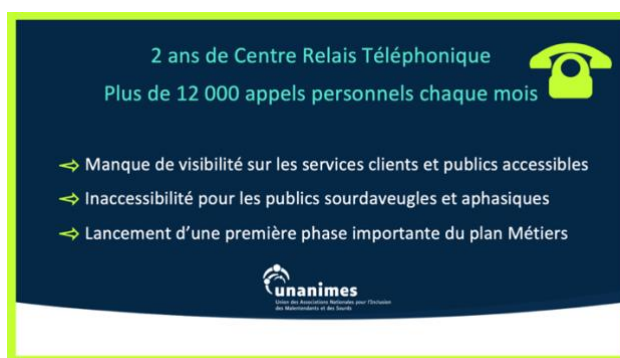 2 ans de Centre Relais Téléphonique
Plus de 12 000 appels personnels chaque mois
Manque de visibilité sur les services clients et publics accessibles
Inaccessibilité pour les publics sourdaveugles et aphasiques
Lancement d'une première phase importante du plan Métiers
unanimes
Union des Associations Nationales pour l'Inclusion
des Malentendants et des Sourds